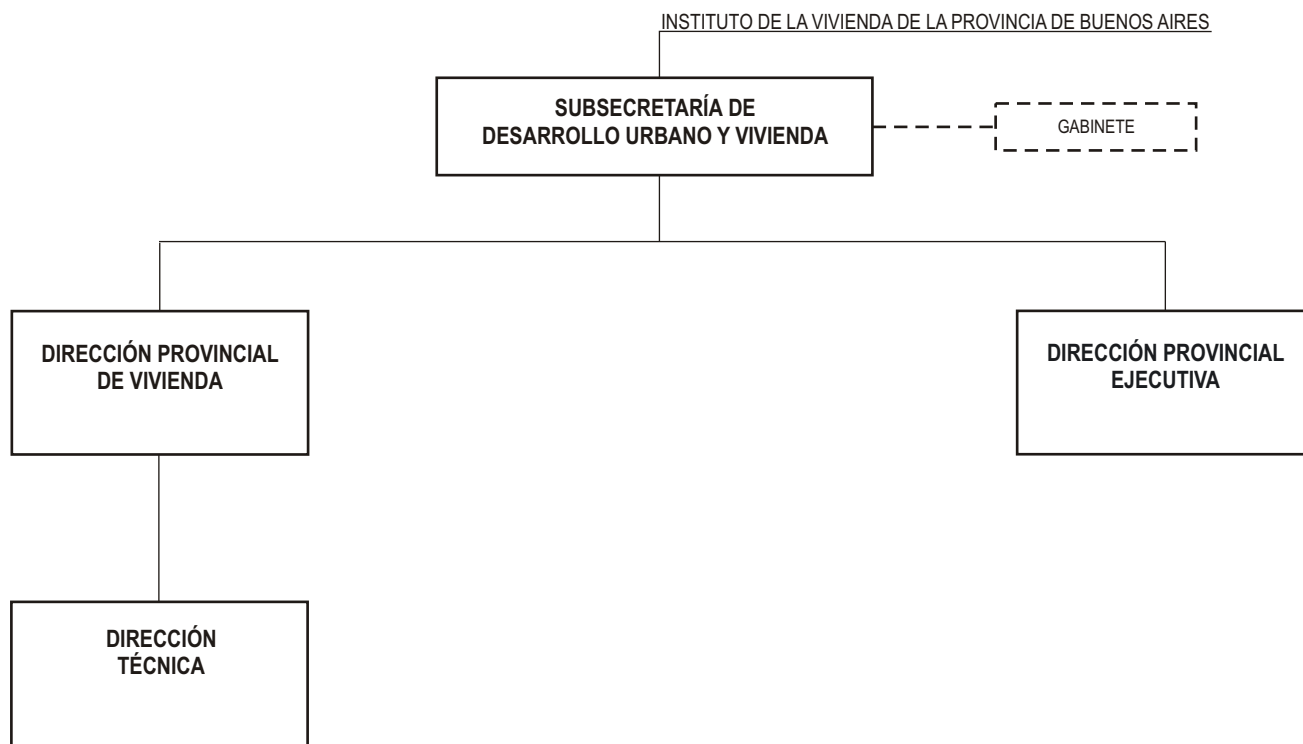 INSTITUTO DE LA VIVIENDA DE LA PROVINCIA DE BUENOS AIRES
SUBSECRETARÍA DE
DESARROLLO URBANO Y VIVIENDA
GABINETE
DIRECCIÓN PROVINCIAL
DE VIVIENDA
DIRECCIÓN PROVINCIAL
EJECUTIVA
DIRECCIÓN
TÉCNICA